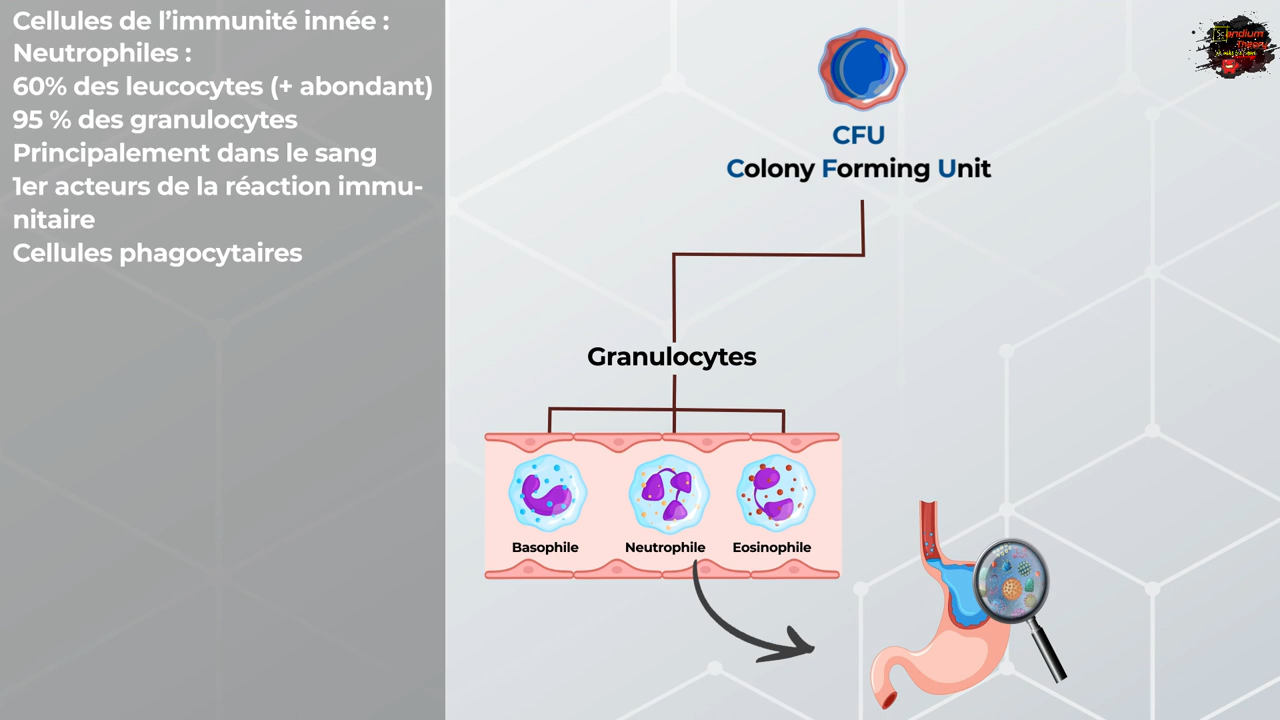 Cellules de l’immunité innée :
Neutrophiles :
60% des leucocytes (+ abondant)
95 % des granulocytes
Principalement dans le sang
1er acteurs de la réaction immu-
nitaire
Cellules phagocytaires
CFU
Colony Forming Unit
Granulocytes
Basophile
Neutrophile
Eosinophile